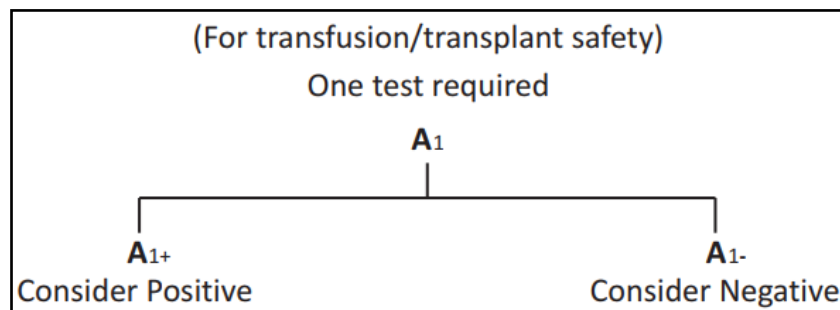 (For transfusion/transplant safety)
One test required
A1
A1+ A1-
Consider Positive Consider Negative